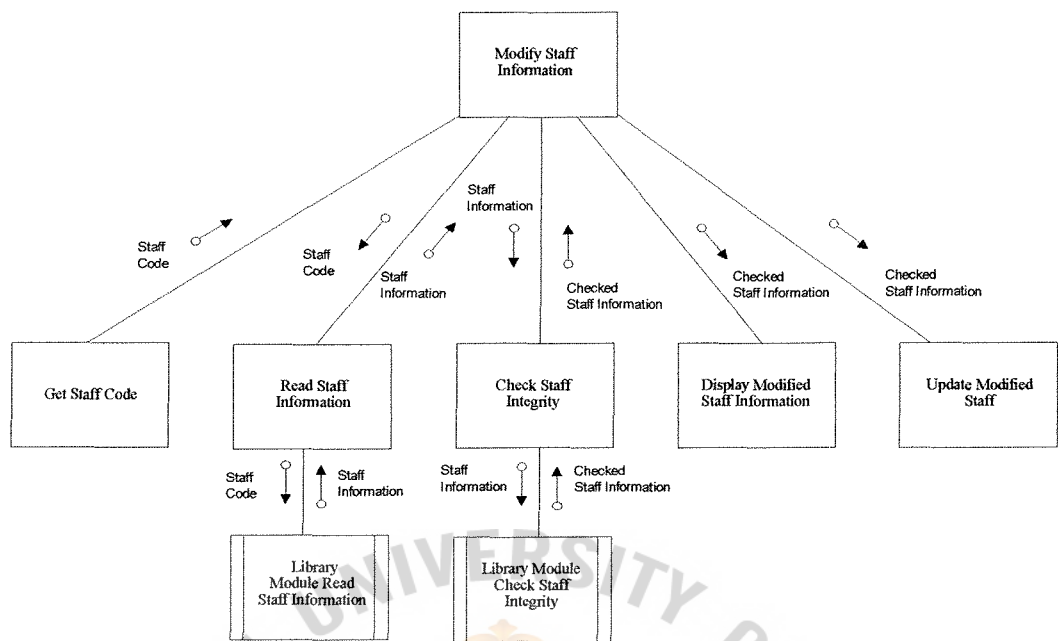 Modify Staff
Information
Staff
Information
Staff
Code
Staff
Code
Staff
Information
Checked
Staff Information
Checked
Staff Information
Checked
Staff Information
Get Staff Code
Read Staff
Information
Check Staff
Integrity
Display Modified
Staff Information
Update Modified
Staff
Staff
Code
Staff
Information
Staff
Information
Checked
Staff Information
Library
Module Read
Staff Information
Library Module
Check Staff
Integrity
UNIVERSITY